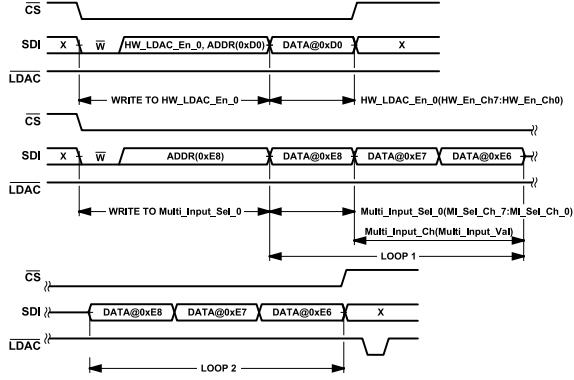 CS
SDI X W HW_LDAC_En_0, ADDR(0xD0) DATA@0xD0 X
LDAC
WRITE TO HW_LDAC_En_0 HW_LDAC_En_0(HW_En_Ch7:HW_En_Ch0)
CS
SDI X W ADDR(0xE8) DATA@0xE8 DATA@0xE7 DATA@0xE6
LDAC
WRITE TO Multi_Input_Sel_0 Multi_Input_Sel_0(MI_Sel_Ch_7:MI_Sel_Ch_0)
Multi_Input_Ch(Multi_Input_Val)
LOOP 1
CS
SDI DATA@0xE8 DATA@0xE7 DATA@0xE6 X
LDAC
LOOP 2